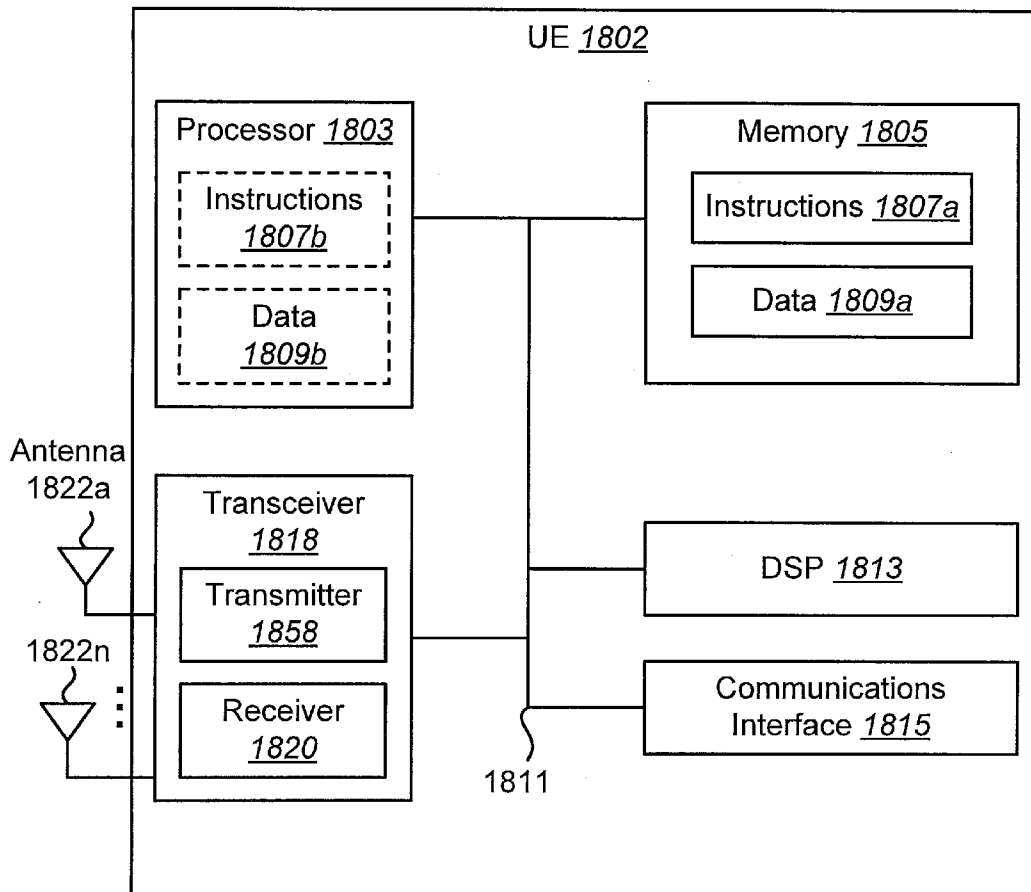 UE 1802
Processor 1803
Instructions
1807b
Data
1809b
Memory 1805
Instructions 1807a
Data 1809a
Antenna
1822a
1822n
Transceiver
1818
Transmitter
1858
Receiver
1820
DSP 1813
Communications
Interface 1815
1811